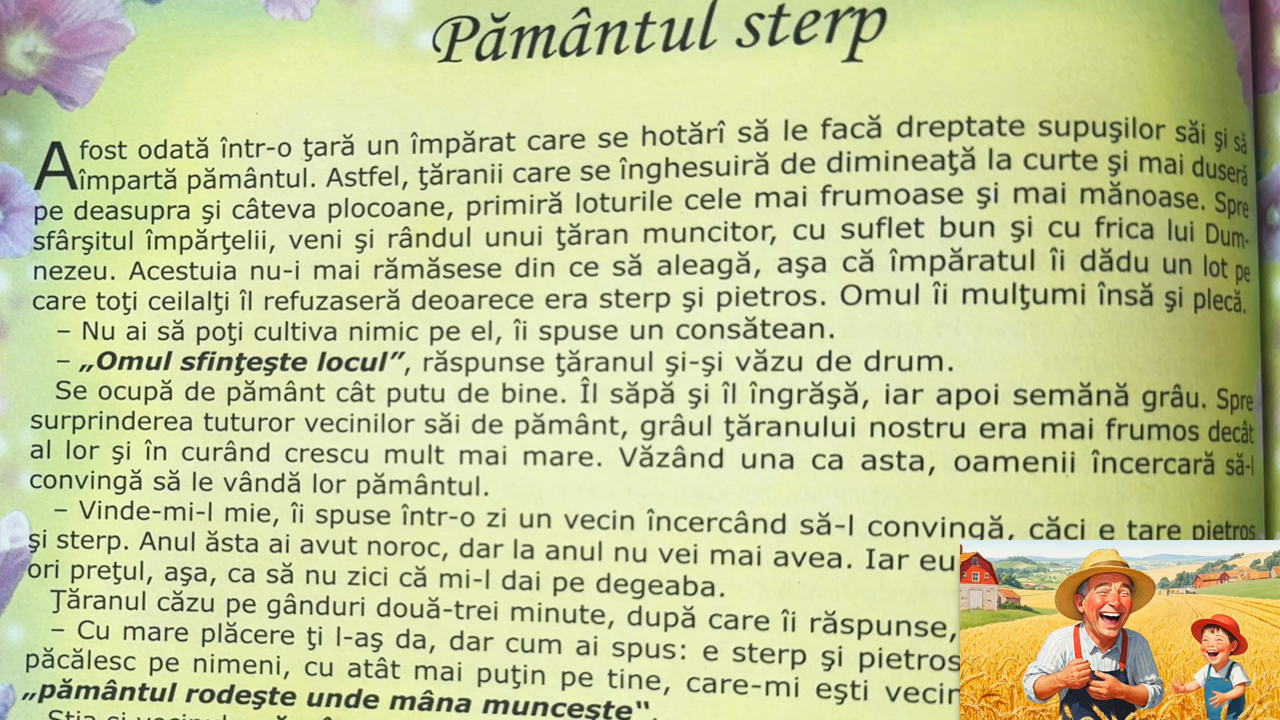 Pământul sterp
A fost odată într-o ţară un împărat care se hotărî să le facă dreptate supuşilor săi şi să
împartă pământul. Astfel, ţăranii care se înghesuiră de dimineaţă la curte şi mai duseră
pe deasupra şi câteva plocoane, primiră loturile cele mai frumoase şi mai mănoase. Spre
sfârşitul împărţelii, veni şi rândul unui ţăran muncitor, cu suflet bun şi cu frica lui Dum-
nezeu. Acestuia nu-i mai rămăsese din ce să aleagă, aşa că împăratul îi dădu un lot pe
care toţi ceilalţi îl refuzaseră deoarece era sterp şi pietros. Omul îi mulţumi însă şi plecă.
– Nu ai să poţi cultiva nimic pe el, îi spuse un consătean.
– „Omul sfinţeşte locul”, răspunse ţăranul şi-şi văzu de drum.
Se ocupă de pământ cât putu de bine. Îl săpă şi îl îngrăşă, iar apoi semănă grâu. Spre
surprinderea tuturor vecinilor săi de pământ, grâul ţăranului nostru era mai frumos decât
al lor şi în curând crescu mult mai mare. Văzând una ca asta, oamenii încercară să-l
convingă să le vândă lor pământul.
– Vinde-mi-l mie, îi spuse într-o zi un vecin încercând să-l convingă, căci e tare pietros
şi sterp. Anul ăsta ai avut noroc, dar la anul nu vei mai avea. Iar eu
ori preţul, aşa, ca să nu zici că mi-l dai pe degeaba.
Ţăranul căzu pe gânduri două-trei minute, după care îi răspunse,
– Cu mare plăcere ţi l-aş da, dar cum ai spus: e sterp şi pietros
păcălesc pe nimeni, cu atât mai puţin pe tine, care-mi eşti vecin
„pământul rodeşte unde mâna munceşte“.